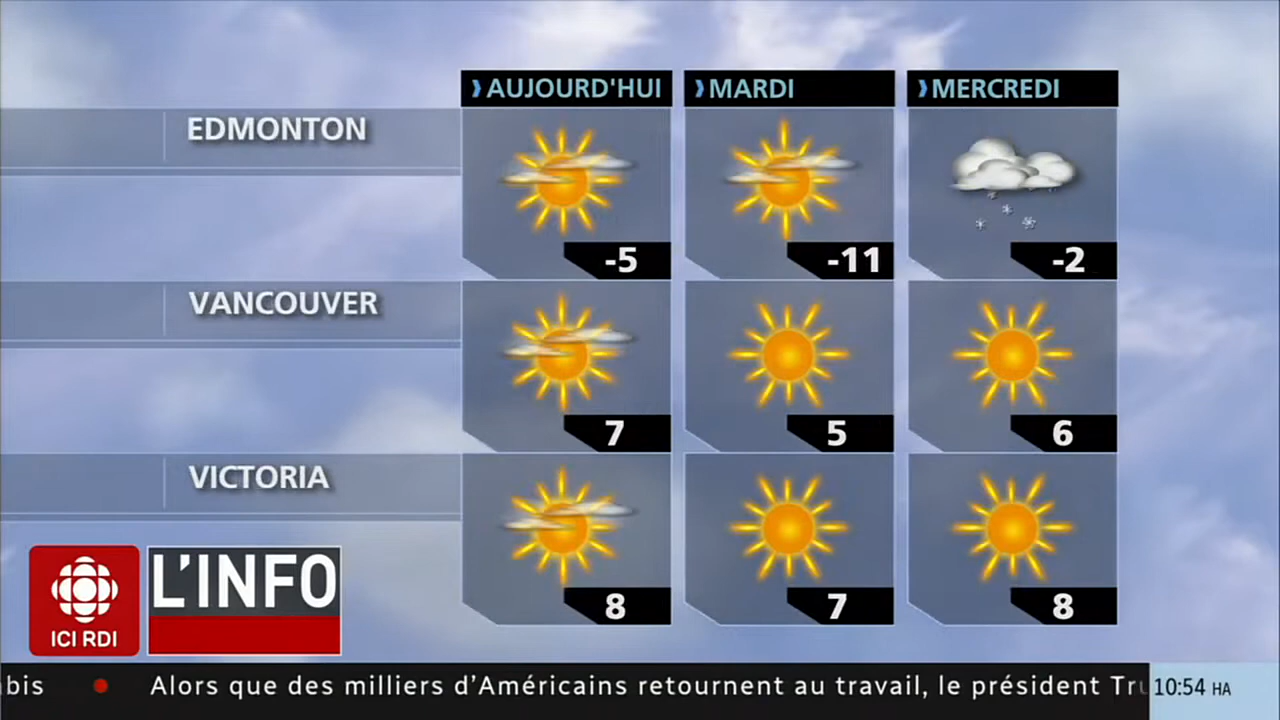 AUJOURD'HUI MARDI MERCREDI
EDMONTON
-5 -11 -2
VANCOUVER
7 5 6
VICTORIA
8 7 8
L'INFO
ICI RDI
Alors que des milliers d'Américains retournent au travail, le président
10:54 HA